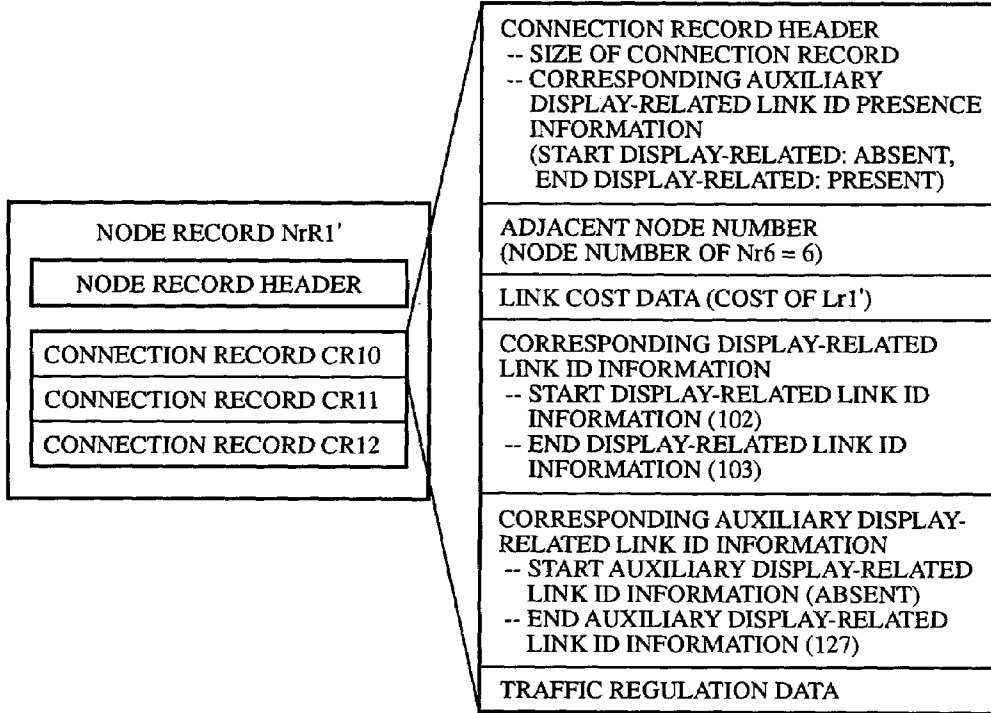 NODE RECORD NrR1'
NODE RECORD HEADER
CONNECTION RECORD CR10
CONNECTION RECORD CR11
CONNECTION RECORD CR12
CONNECTION RECORD HEADER
-- SIZE OF CONNECTION RECORD
-- CORRESPONDING AUXILIARY
DISPLAY-RELATED LINK ID PRESENCE
INFORMATION
(START DISPLAY-RELATED: ABSENT,
END DISPLAY-RELATED: PRESENT)
ADJACENT NODE NUMBER
(NODE NUMBER OF Nr6 = 6)
LINK COST DATA (COST OF Lr1')
CORRESPONDING DISPLAY-RELATED
LINK ID INFORMATION
-- START DISPLAY-RELATED LINK ID
INFORMATION (102)
-- END DISPLAY-RELATED LINK ID
INFORMATION (103)
CORRESPONDING AUXILIARY DISPLAY-
RELATED LINK ID INFORMATION
-- START AUXILIARY DISPLAY-RELATED
LINK ID INFORMATION (ABSENT)
-- END AUXILIARY DISPLAY-RELATED
LINK ID INFORMATION (127)
TRAFFIC REGULATION DATA